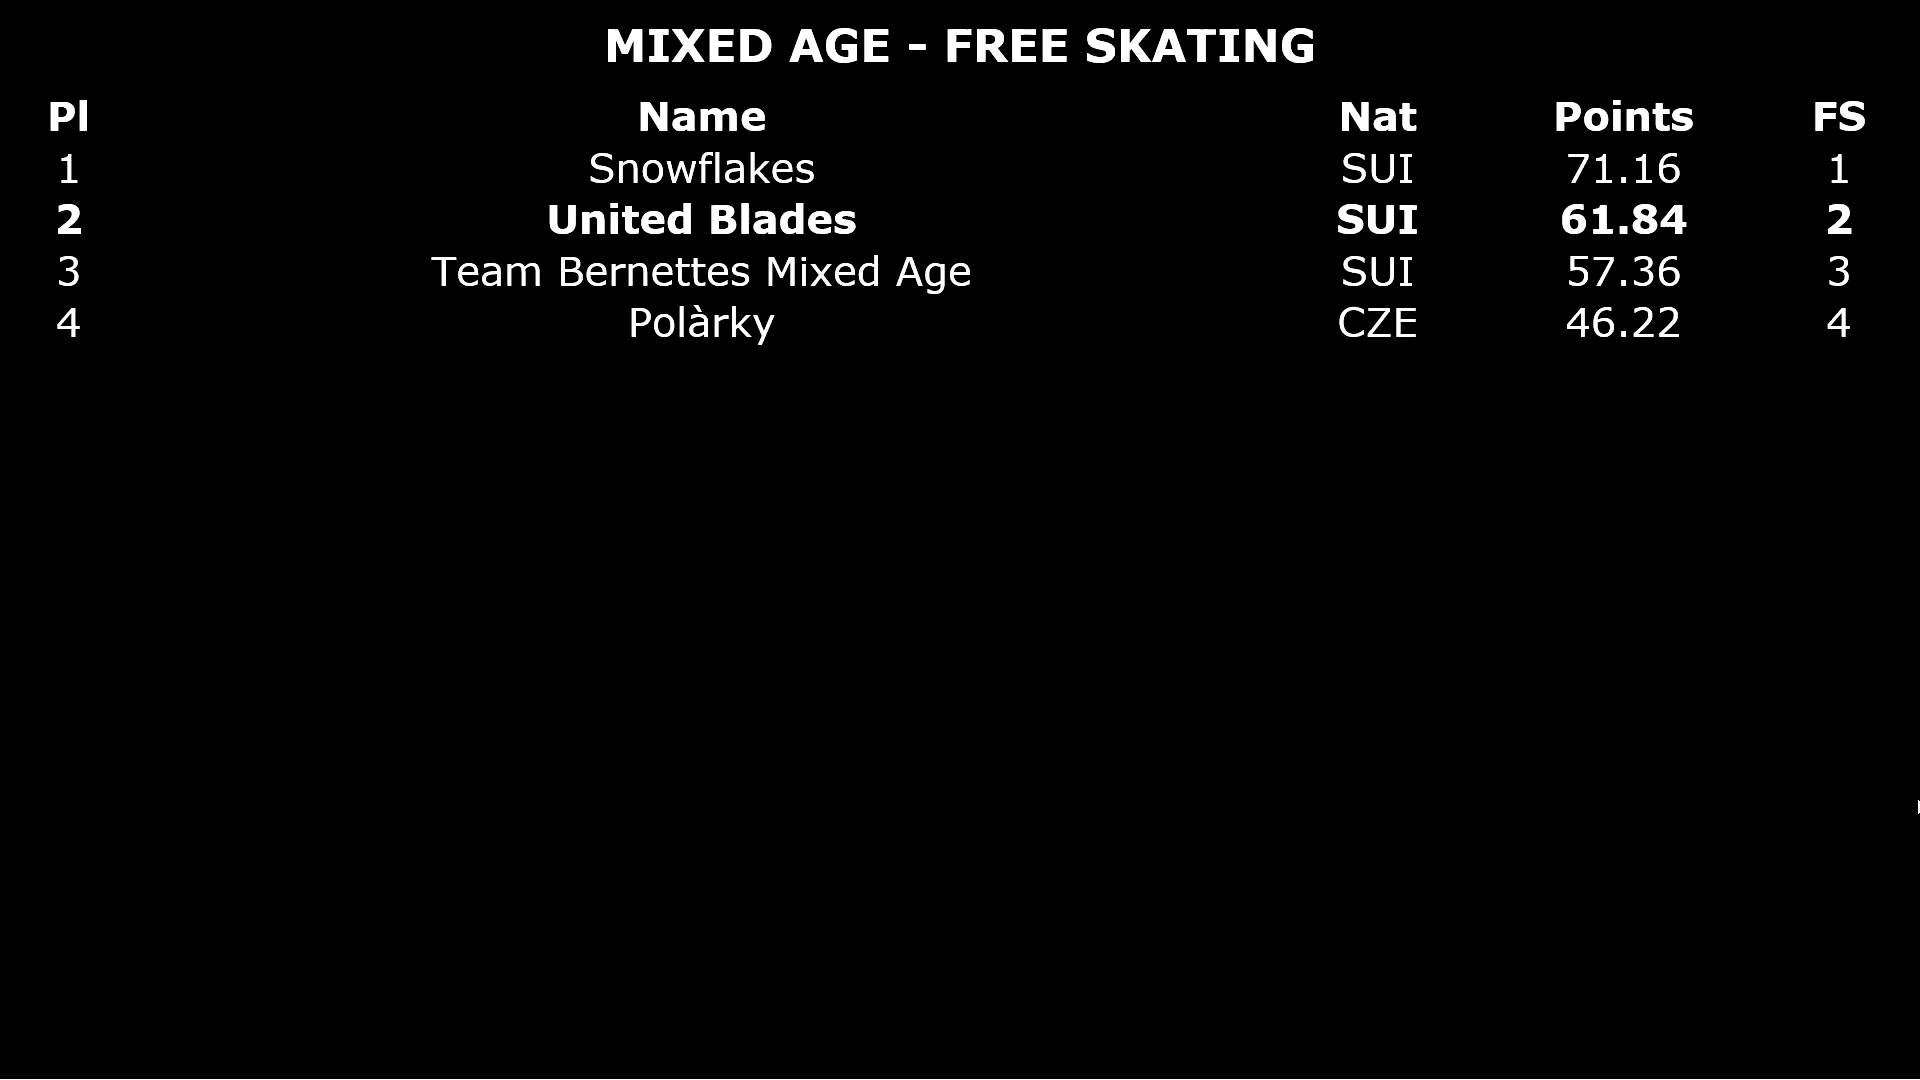 MIXED AGE - FREE SKATING
Pl Name Nat Points FS
1 Snowflakes SUI 71.16 1
2 United Blades SUI 61.84 2
3 Team Bernettes Mixed Age SUI 57.36 3
4 Polàrky CZE 46.22 4